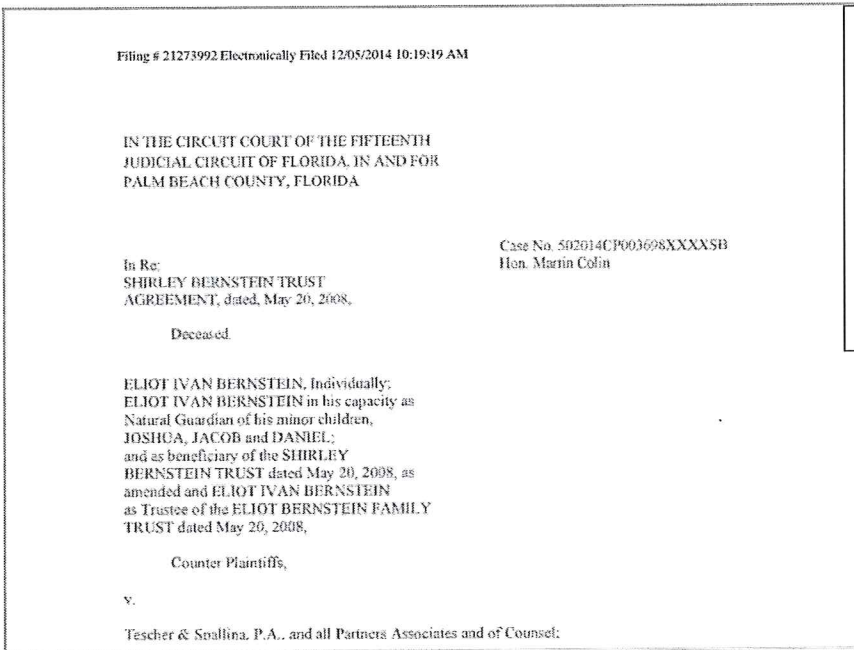 Filing # 21273992 Electronically Filed 12/05/2014 10:19:19 AM
IN THE CIRCUIT COURT OF THE FIFTEENTH
JUDICIAL CIRCUIT OF FLORIDA, IN AND FOR
PALM BEACH COUNTY, FLORIDA
Case No. 502014CP003698XXXXSB
Hon. Martin Colin
In Re:
SHIRLEY BERNSTEIN TRUST
AGREEMENT, dated, May 20, 2008,
Deceased.
ELIOT IVAN BERNSTEIN, Individually;
ELIOT IVAN BERNSTEIN in his capacity as
Natural Guardian of his minor children,
JOSHUA, JACOB and DANIEL;
and as beneficiary of the SHIRLEY
BERNSTEIN TRUST dated May 20, 2008, as
amended and ELIOT IVAN BERNSTEIN
as Trustee of the ELIOT BERNSTEIN FAMILY
TRUST dated May 20, 2008,
Counter Plaintiffs,
v.
Tescher & Spallina, P.A., and all Partners Associates and of Counsel;